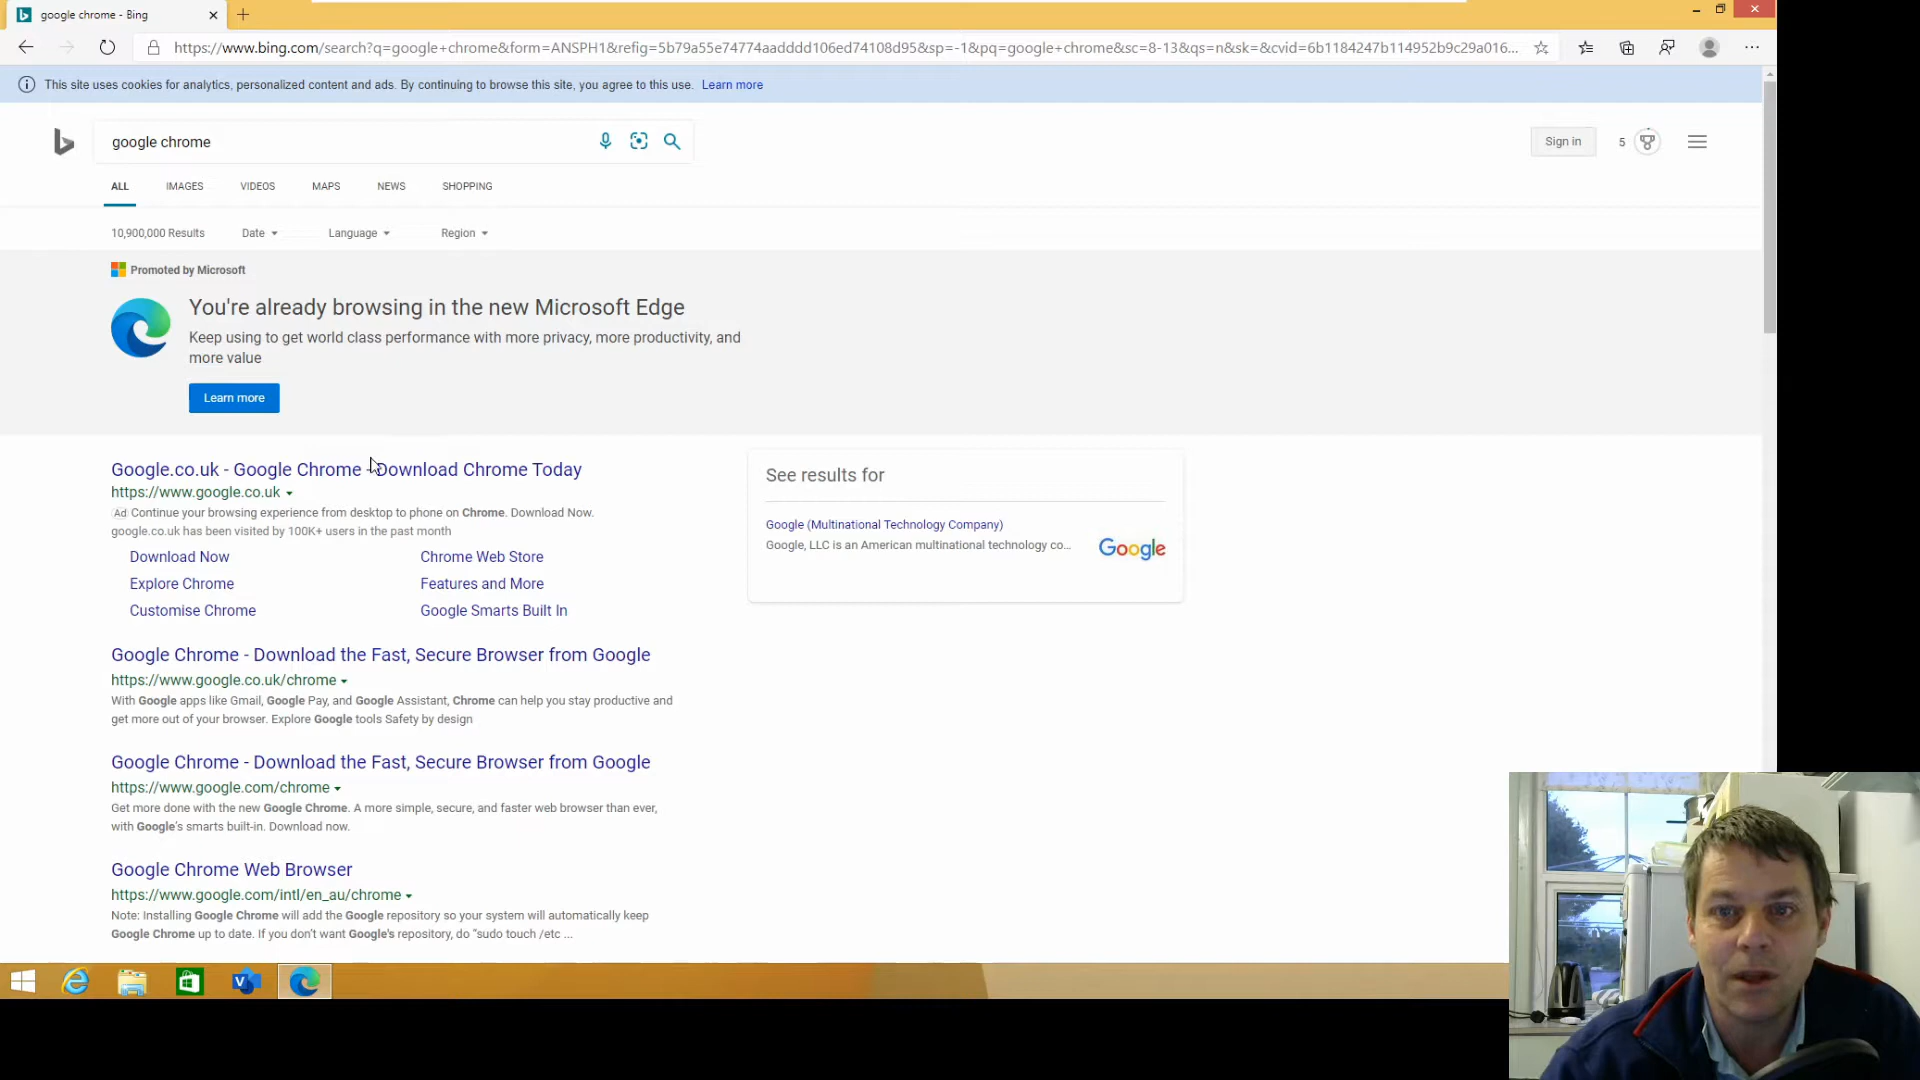 google chrome - Bing
https://www.bing.com/search?q=google+chrome&form=ANSPH1&refig=5b79a55e74774aadddd106ed74108d95&sp=-1&pq=google+chrome&sc=8-13&qs=n&sk=&cvid=6b1184247b114952b9c29a016...
This site uses cookies for analytics, personalized content and ads. By continuing to browse this site, you agree to this use. Learn more
google chrome
Sign in
5
ALL IMAGES VIDEOS MAPS NEWS SHOPPING
10,900,000 Results Date Language Region
Promoted by Microsoft
You're already browsing in the new Microsoft Edge
Keep using to get world class performance with more privacy, more productivity, and
more value
Learn more
Google.co.uk - Google Chrome - Download Chrome Today
https://www.google.co.uk
Ad Continue your browsing experience from desktop to phone on Chrome. Download Now.
google.co.uk has been visited by 100K+ users in the past month
Download Now Chrome Web Store
Explore Chrome Features and More
Customise Chrome Google Smarts Built In
See results for
Google (Multinational Technology Company)
Google, LLC is an American multinational technology co...
Google
Google Chrome - Download the Fast, Secure Browser from Google
https://www.google.co.uk/chrome
With Google apps like Gmail, Google Pay, and Google Assistant, Chrome can help you stay productive and
get more out of your browser. Explore Google tools Safety by design
Google Chrome - Download the Fast, Secure Browser from Google
https://www.google.com/chrome
Get more done with the new Google Chrome. A more simple, secure, and faster web browser than ever,
with Google's smarts built-in. Download now.
Google Chrome Web Browser
https://www.google.com/intl/en_au/chrome
Note: Installing Google Chrome will add the Google repository so your system will automatically keep
Google Chrome up to date. If you don't want Google's repository, do "sudo touch /etc ...